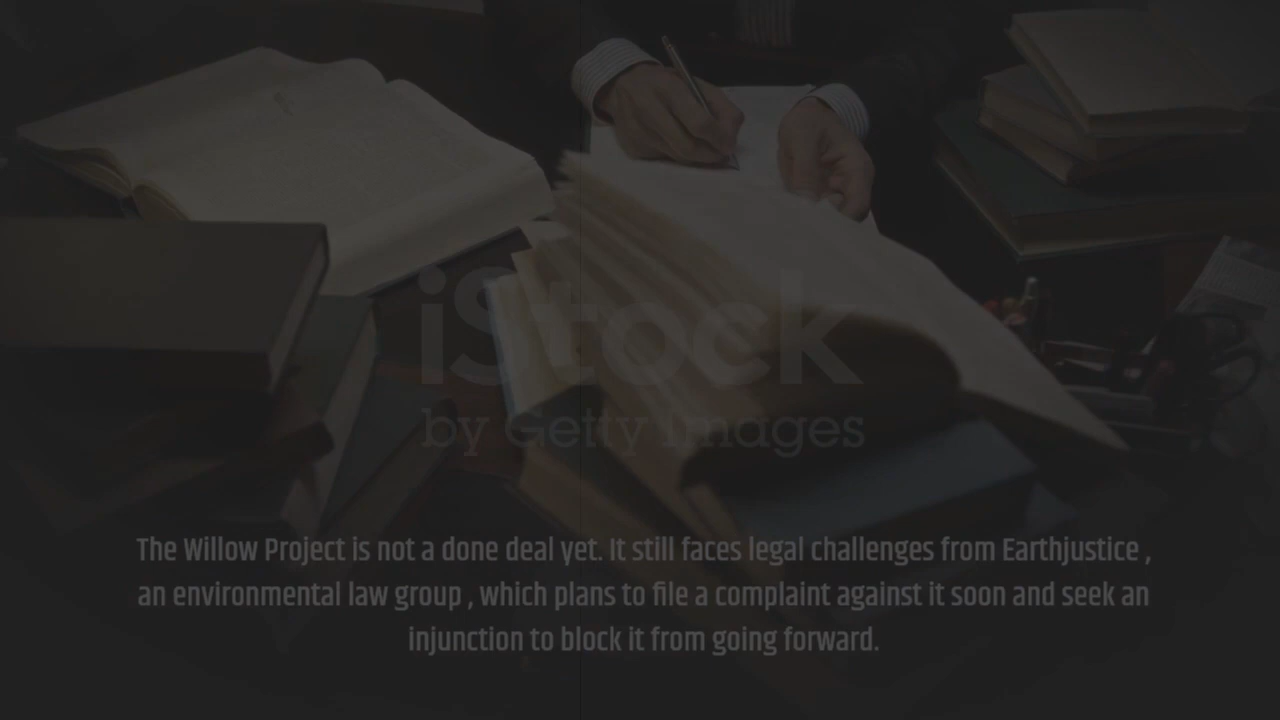 iStock
by Getty Images
The Willow Project is not a done deal yet. It still faces legal challenges from Earthjustice ,
an environmental law group , which plans to file a complaint against it soon and seek an
injunction to block it from going forward.